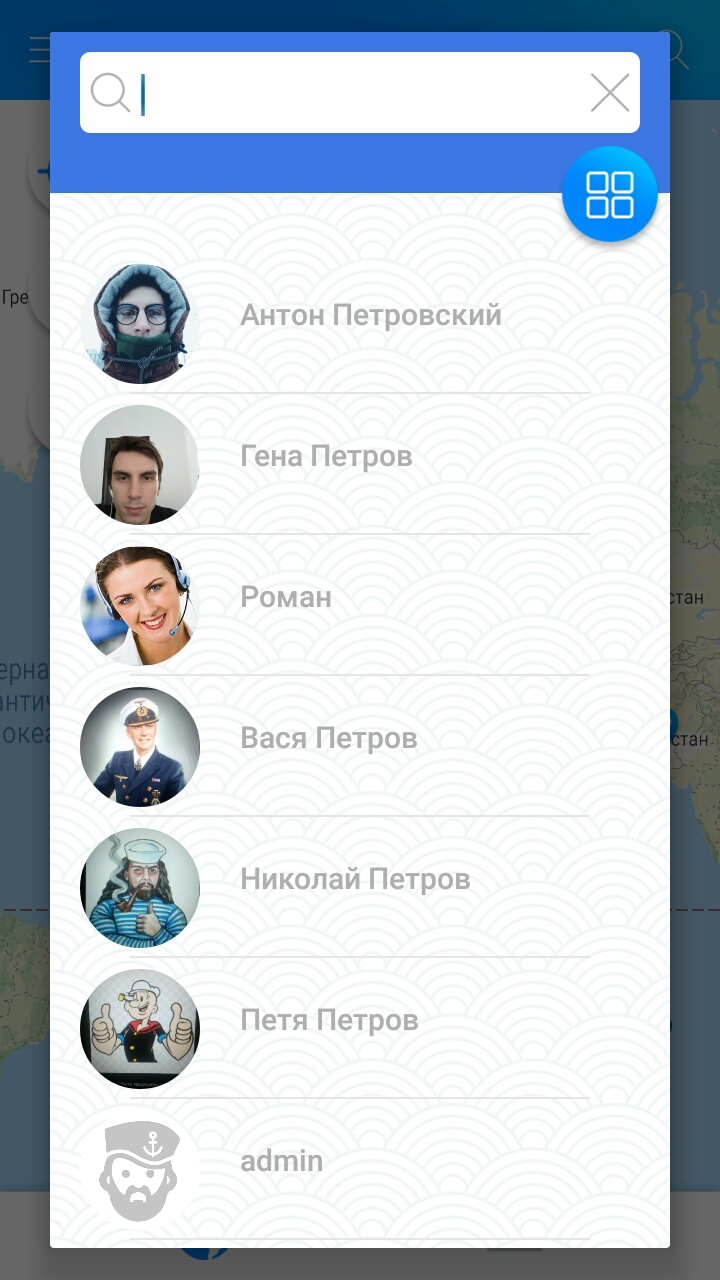 Гре
Антон Петровский
Гена Петров
Роман
стан
ерна
Вася Петров
антич
океа
стан
Николай Петров
Петя Петров
admin